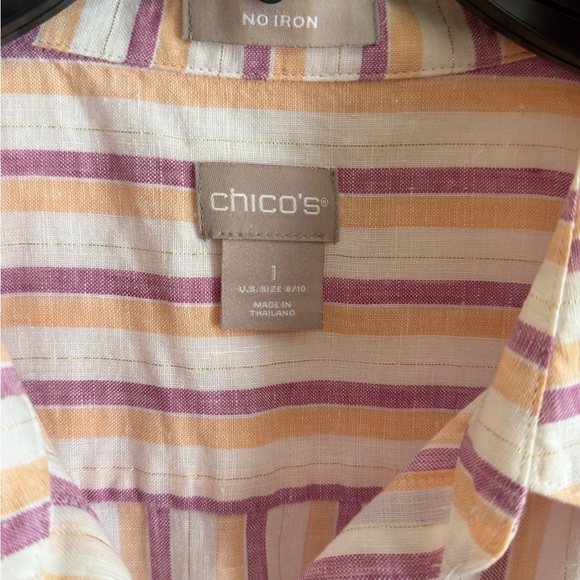 NO IRON
chico's®
1
U.S. SIZE 8/10
MADE IN
THAILAND